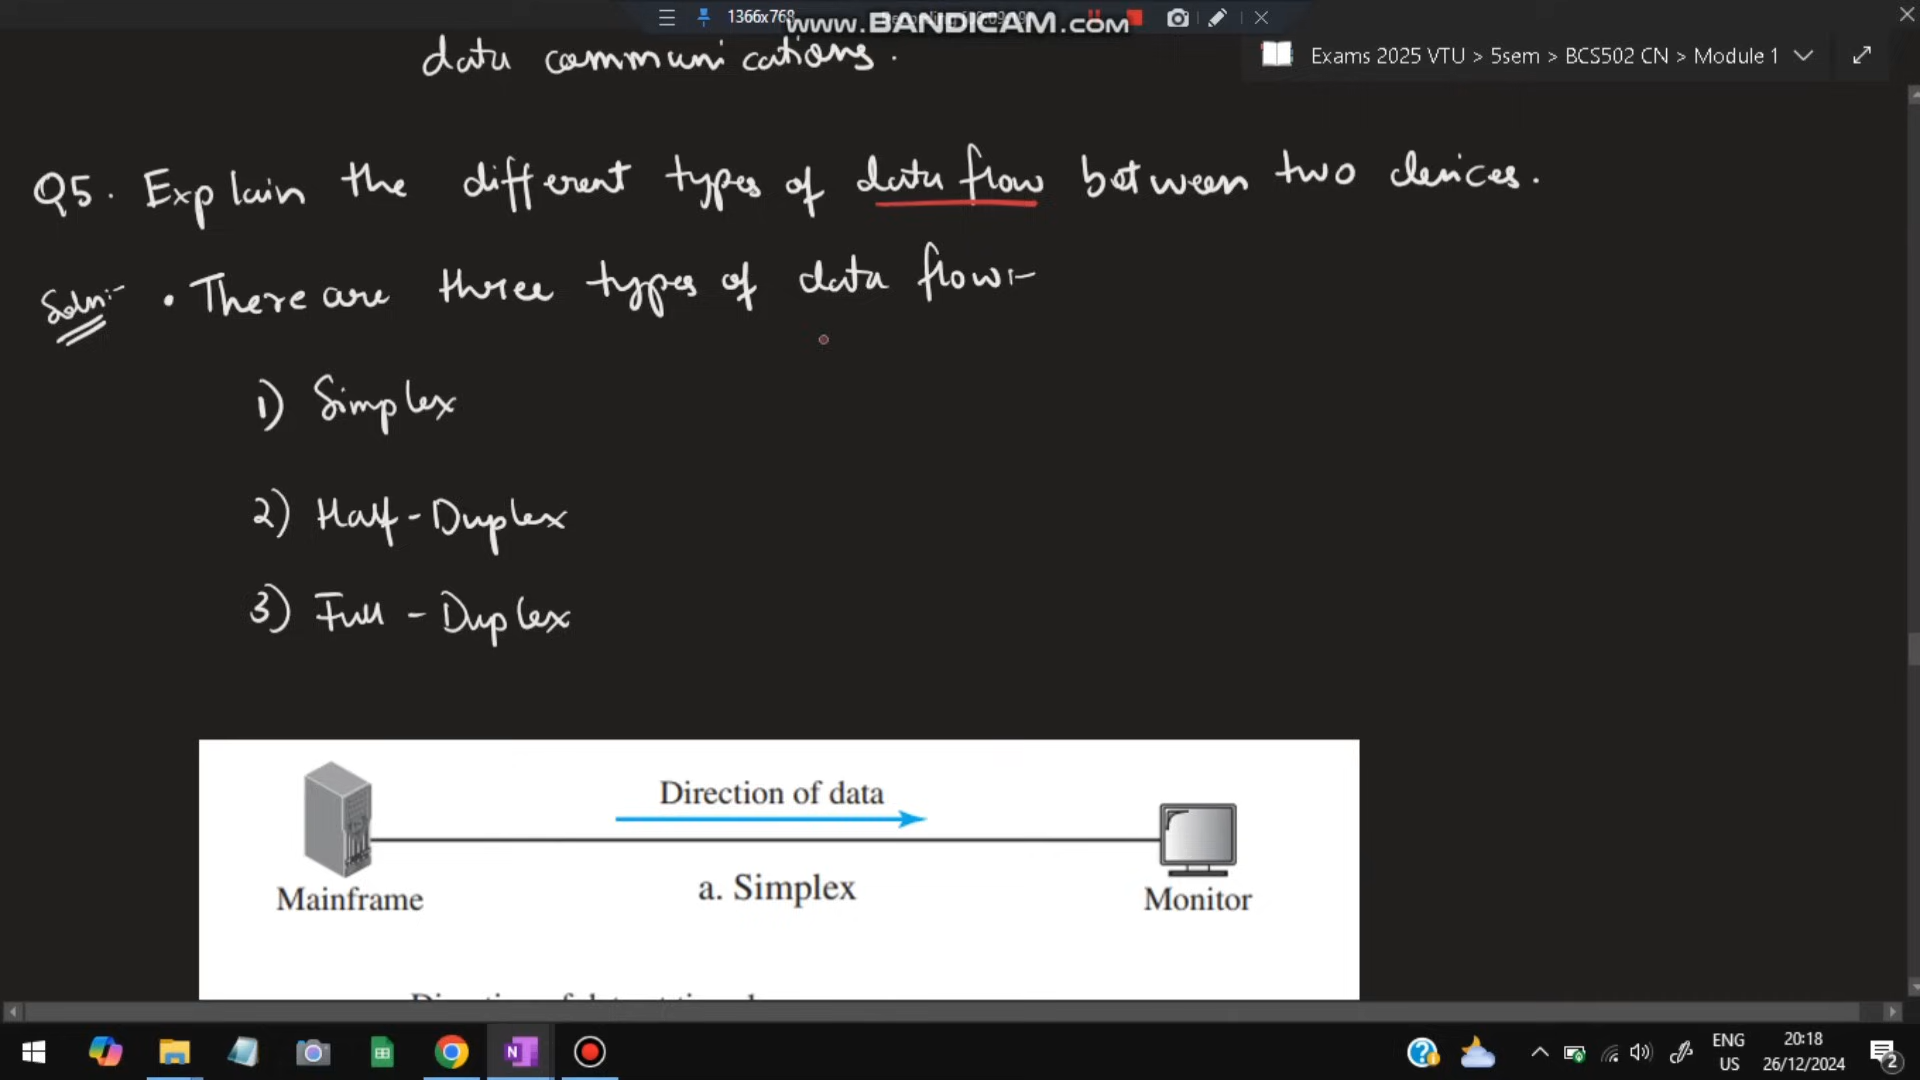 1366x768
www.BANDICAM.com
data communications.
Exams 2025 VTU > 5sem > BCS502 CN > Module 1
Q5. Explain the different types of data flow between two devices.
Soln:- • There are three types of data flow:-
1) Simplex
2) Half-Duplex
3) Full-Duplex
Direction of data
a. Simplex
Mainframe
Monitor
ENG
US
20:18
26/12/2024
2